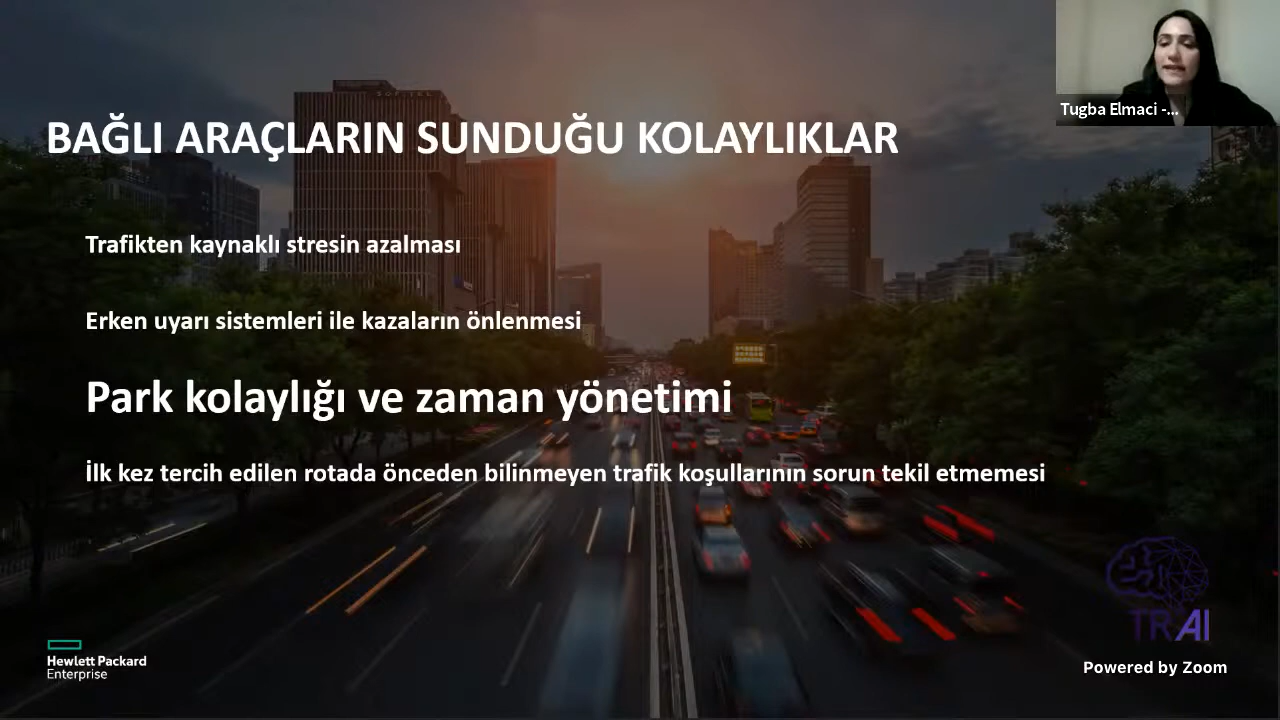 Tugba Elmaci -...
SOFITEL
BAĞLI ARAÇLARIN SUNDUĞU KOLAYLIKLAR
Trafikten kaynaklı stresin azalması
Erken uyarı sistemleri ile kazaların önlenmesi
Park kolaylığı ve zaman yönetimi
İlk kez tercih edilen rotada önceden bilinmeyen trafik koşullarının sorun tekil etmemesi
TRAI
Hewlett Packard
Enterprise
Powered by Zoom